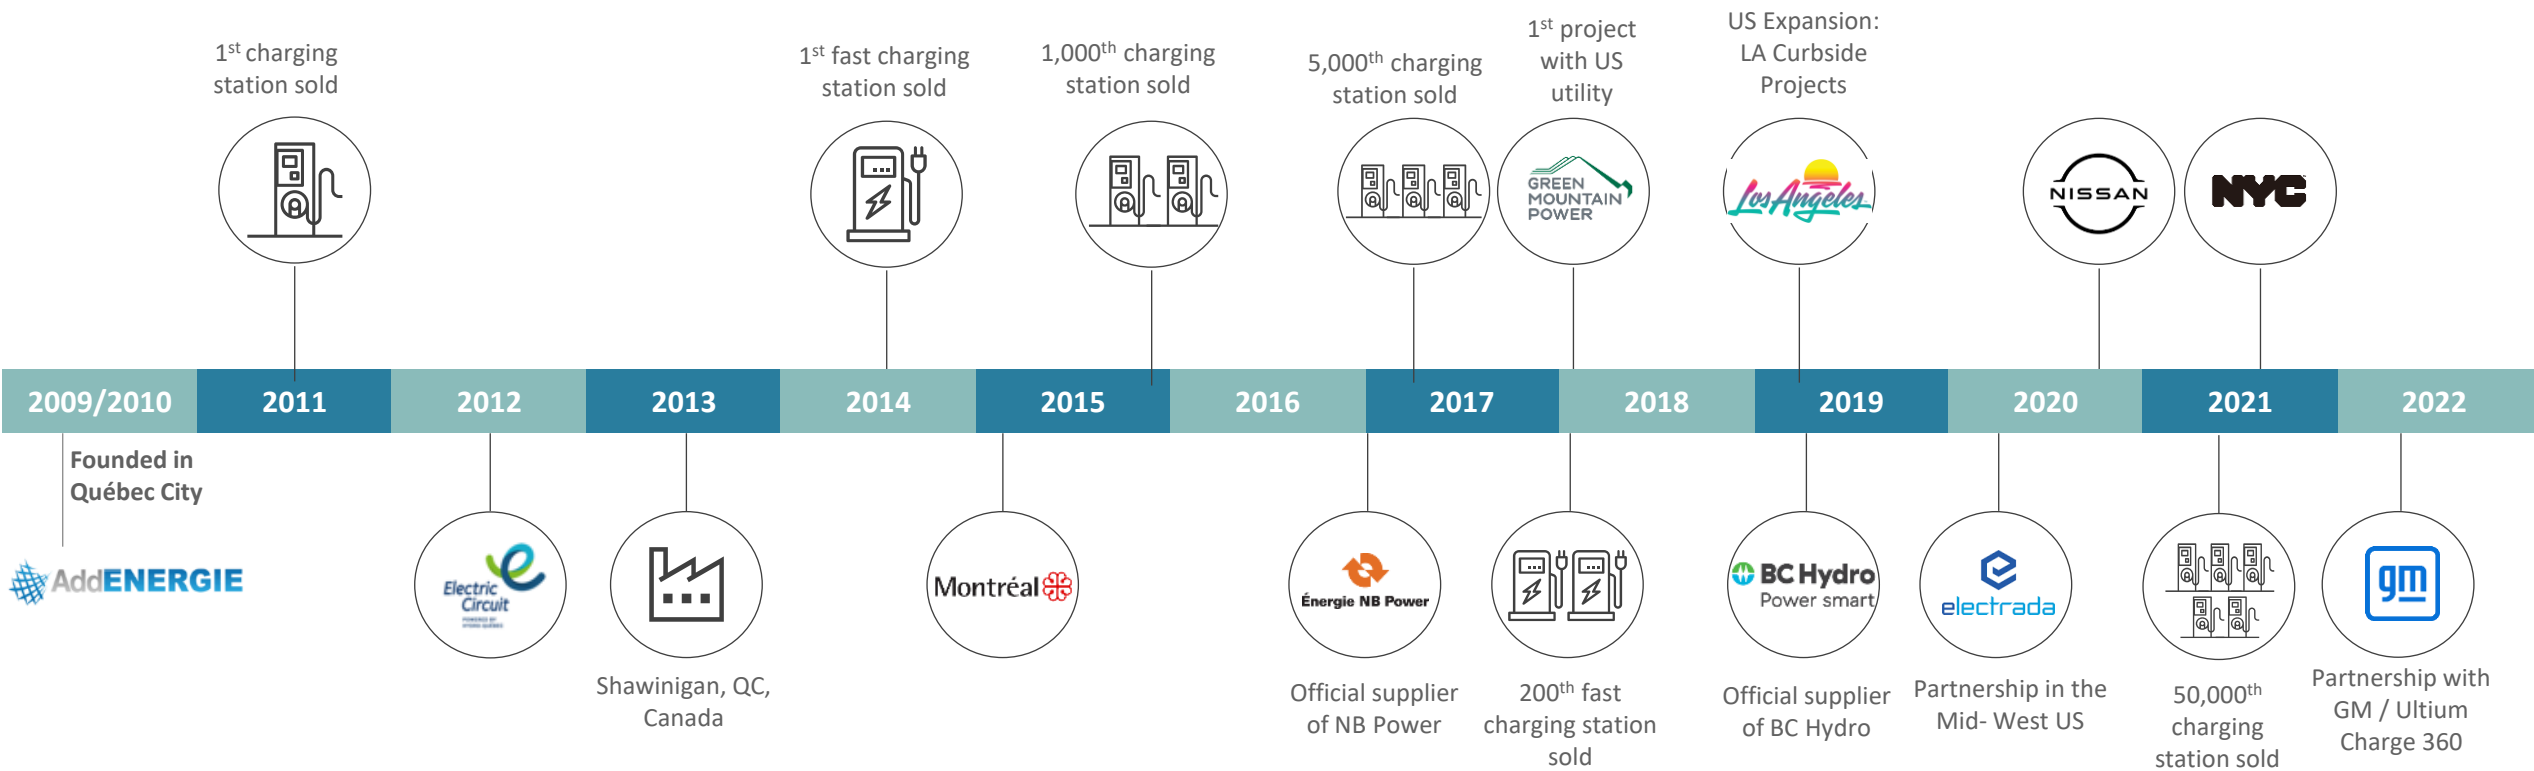 1st charging
station sold
1st fast charging
station sold
1,000th charging
station sold
5,000th charging
station sold
1st project
with US
utility
US Expansion:
LA Curbside
Projects
GREEN
MOUNTAIN
POWER
Los Angeles
NISSAN
NYC
2009/2010
2011
2012
2013
2014
2015
2016
2017
2018
2019
2020
2021
2022
Founded in
Québec City
AddENERGIE
Electric
Circuit
POWERED BY
HYDRO-QUÉBEC
Shawinigan, QC,
Canada
Montréal
Énergie NB Power
Official supplier
of NB Power
200th fast
charging station
sold
BC Hydro
Power smart
Official supplier
of BC Hydro
electrada
Partnership in the
Mid- West US
50,000th
charging
station sold
gm
Partnership with
GM / Ultium
Charge 360